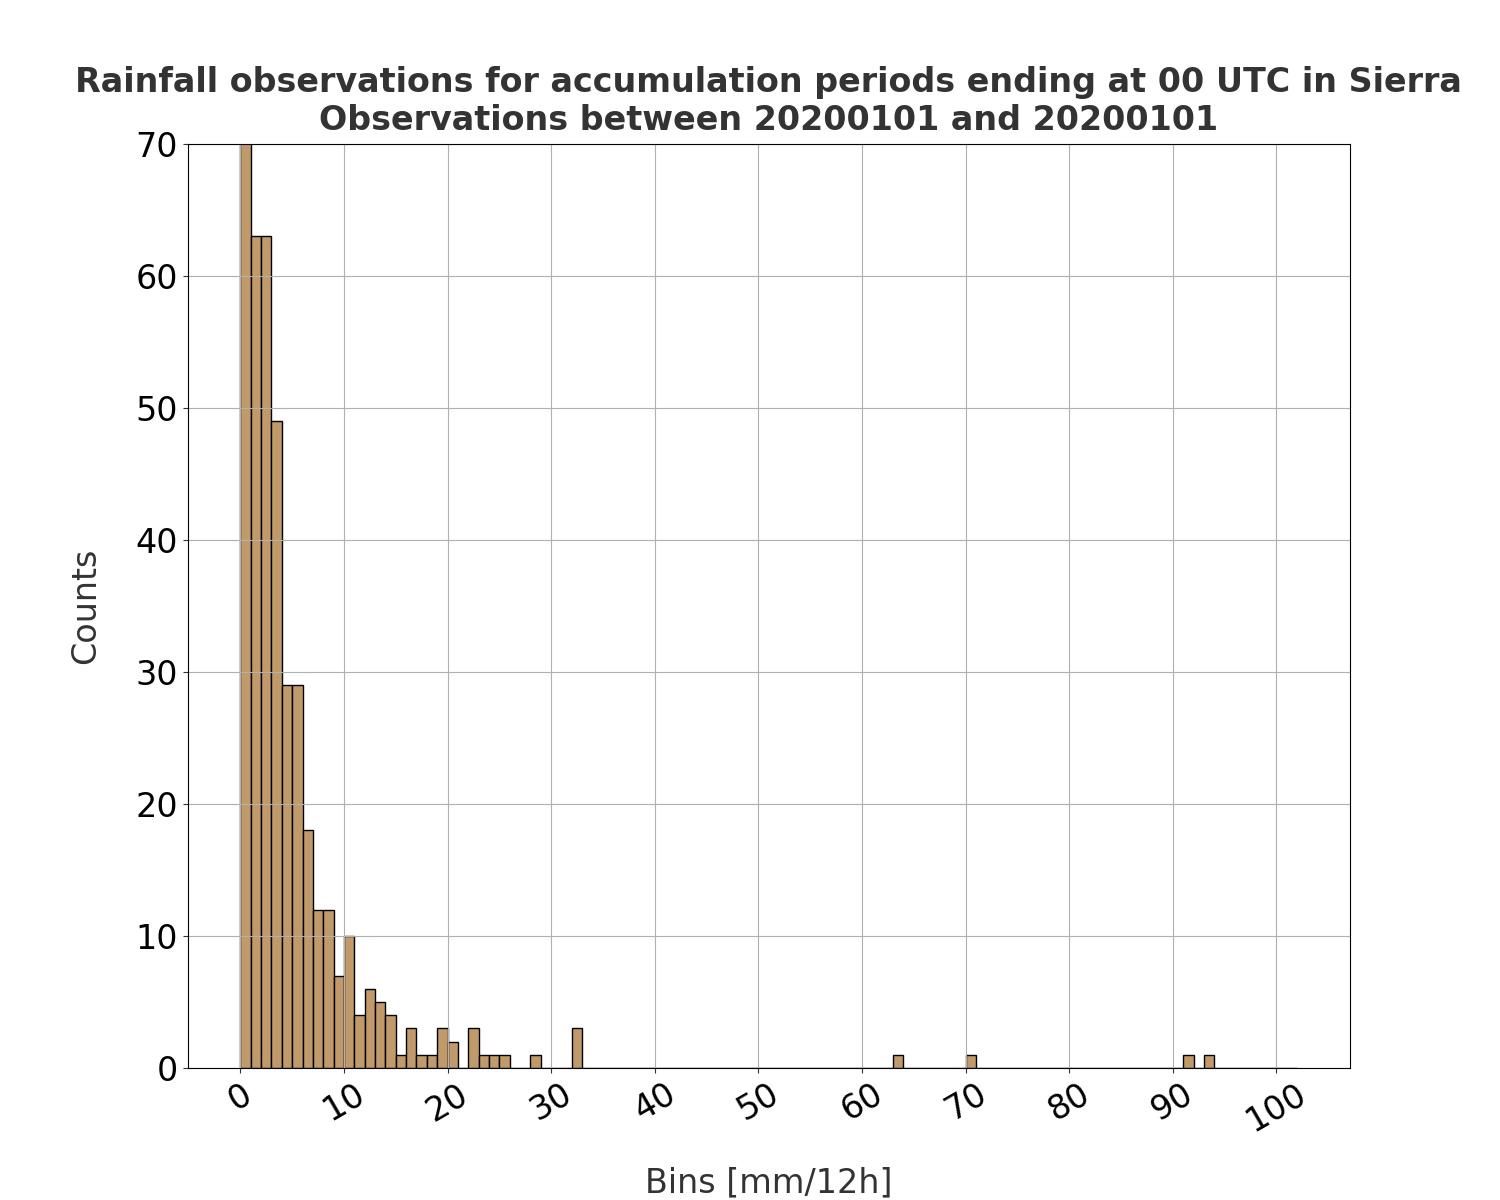 Rainfall observations for accumulation periods ending at 00 UTC in Sierra
Observations between 20200101 and 20200101
70
60
50
40
30
20
10
0
Counts
0 10 20 30 40 50 60 70 80 90 100
Bins [mm/12h]